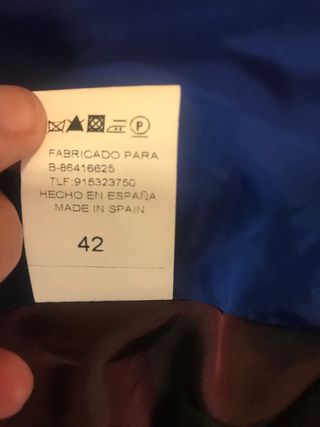 FABRICADO PARA
B-86416625
TLF:915323750
HECHO EN ESPAÑA
MADE IN SPAIN
42